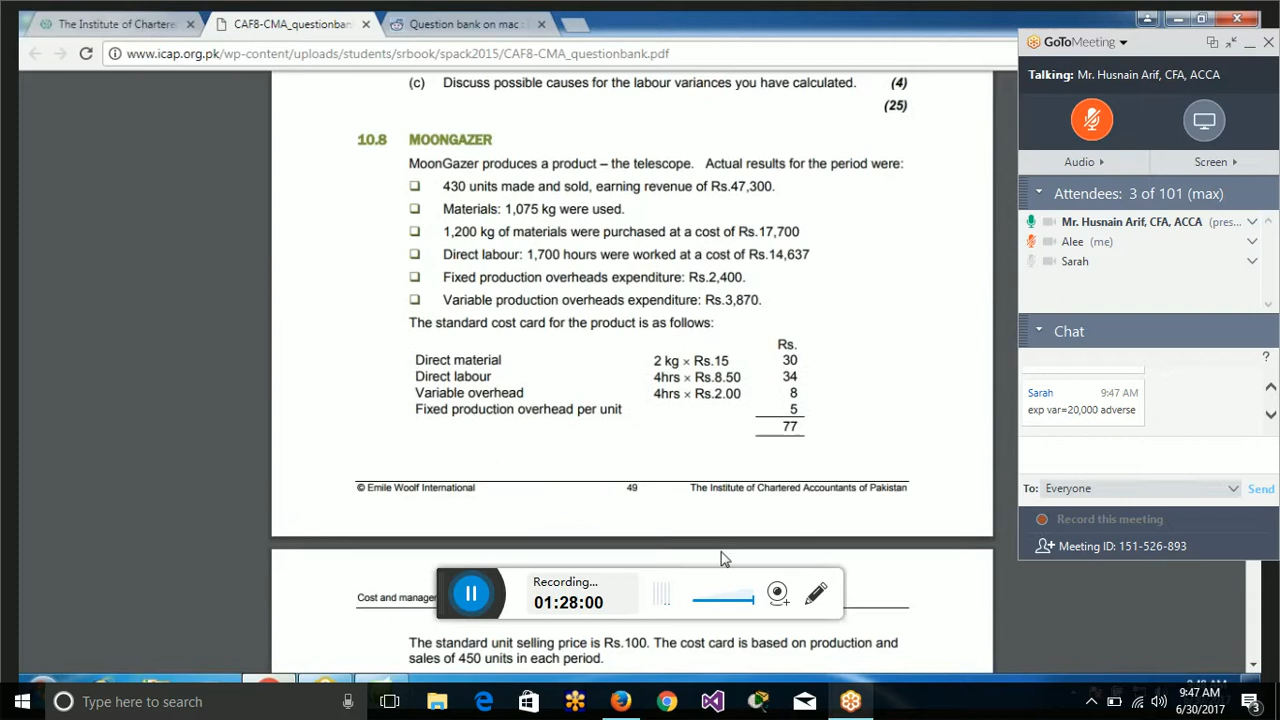 The Institute of Chartere
CAF8-CMA_questionbank
Question bank on mac :
www.icap.org.pk/wp-content/uploads/students/srbook/spack2015/CAF8-CMA_questionbank.pdf
(c) Discuss possible causes for the labour variances you have calculated. (4)
(25)
10.8 MOONGAZER
MoonGazer produces a product – the telescope. Actual results for the period were:
430 units made and sold, earning revenue of Rs.47,300.
Materials: 1,075 kg were used.
1,200 kg of materials were purchased at a cost of Rs.17,700
Direct labour: 1,700 hours were worked at a cost of Rs.14,637
Fixed production overheads expenditure: Rs.2,400.
Variable production overheads expenditure: Rs.3,870.
The standard cost card for the product is as follows:
Rs.
Direct material 2 kg × Rs.15 30
Direct labour 4hrs × Rs.8.50 34
Variable overhead 4hrs × Rs.2.00 8
Fixed production overhead per unit 5
77
© Emile Woolf International 49 The Institute of Chartered Accountants of Pakistan
Cost and manager
Recording...
01:28:00
The standard unit selling price is Rs.100. The cost card is based on production and
sales of 450 units in each period.
GoToMeeting
Talking: Mr. Husnain Arif, CFA, ACCA
Audio Screen
Attendees: 3 of 101 (max)
Mr. Husnain Arif, CFA, ACCA (pres...
Alee (me)
Sarah
Chat
?
Sarah 9:47 AM
exp var=20,000 adverse
To: Everyone Send
Record this meeting
Meeting ID: 151-526-893
Type here to search
9:47 AM
6/30/2017
3